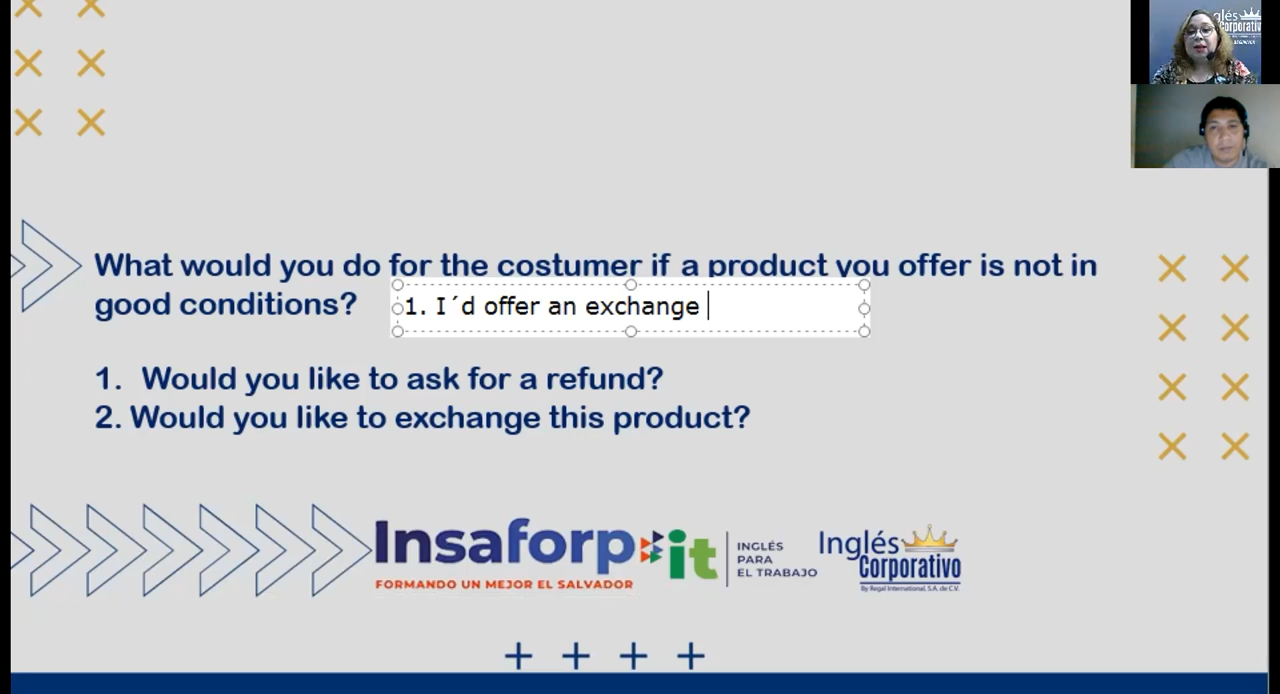 What would you do for the costumer if a product you offer is not in
good conditions?
1. I´d offer an exchange
1. Would you like to ask for a refund?
2. Would you like to exchange this product?
Insaforp it
FORMANDO UN MEJOR EL SALVADOR
INGLÉS
PARA
EL TRABAJO
Inglés
Corporativo
By Regal International, S.A. de C.V.